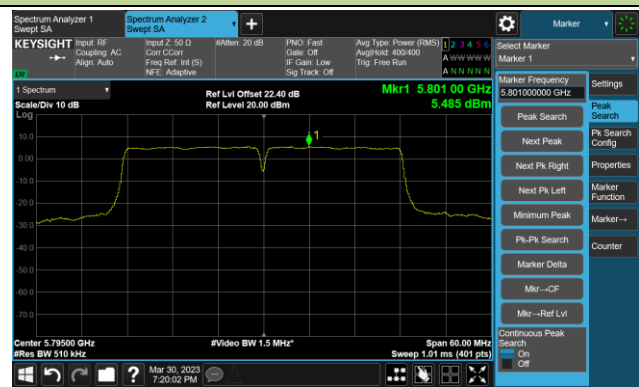 Spectrum Analyzer 1
Swept SA
Spectrum Analyzer 2
Swept SA
Marker
KEYSIGHT
Input: RF
Coupling: AC
Align: Auto
Input Z: 50 Ω
Corr CCorr
Freq Ref: Int (S)
NFE: Adaptive
#Atten: 20 dB
PNO: Fast
Gate: Off
IF Gain: Low
Sig Track: Off
Avg Type: Power (RMS)
Avg|Hold: 400/400
Trig: Free Run
1 2 3 4 5 6
A W W W W W
A N N N N N
LW
Select Marker
Marker 1
1 Spectrum
Scale/Div 10 dB
Log
Ref Lvl Offset 22.40 dB
Ref Level 20.00 dBm
Mkr1 5.801 00 GHz
5.485 dBm
1
10.0
0.00
-10.0
-20.0
-30.0
-40.0
-50.0
-60.0
-70.0
Center 5.79500 GHz
#Res BW 510 kHz
#Video BW 1.5 MHz*
Span 60.00 MHz
Sweep 1.01 ms (401 pts)
Marker Frequency
5.801000000 GHz
Peak Search
Next Peak
Next Pk Right
Next Pk Left
Minimum Peak
Pk-Pk Search
Marker Delta
Mkr→CF
Mkr→Ref Lvl
Continuous Peak
Search
On
Off
Settings
Peak
Search
Pk Search
Config
Properties
Marker
Function
Marker→
Counter
?
Mar 30, 2023
7:20:02 PM